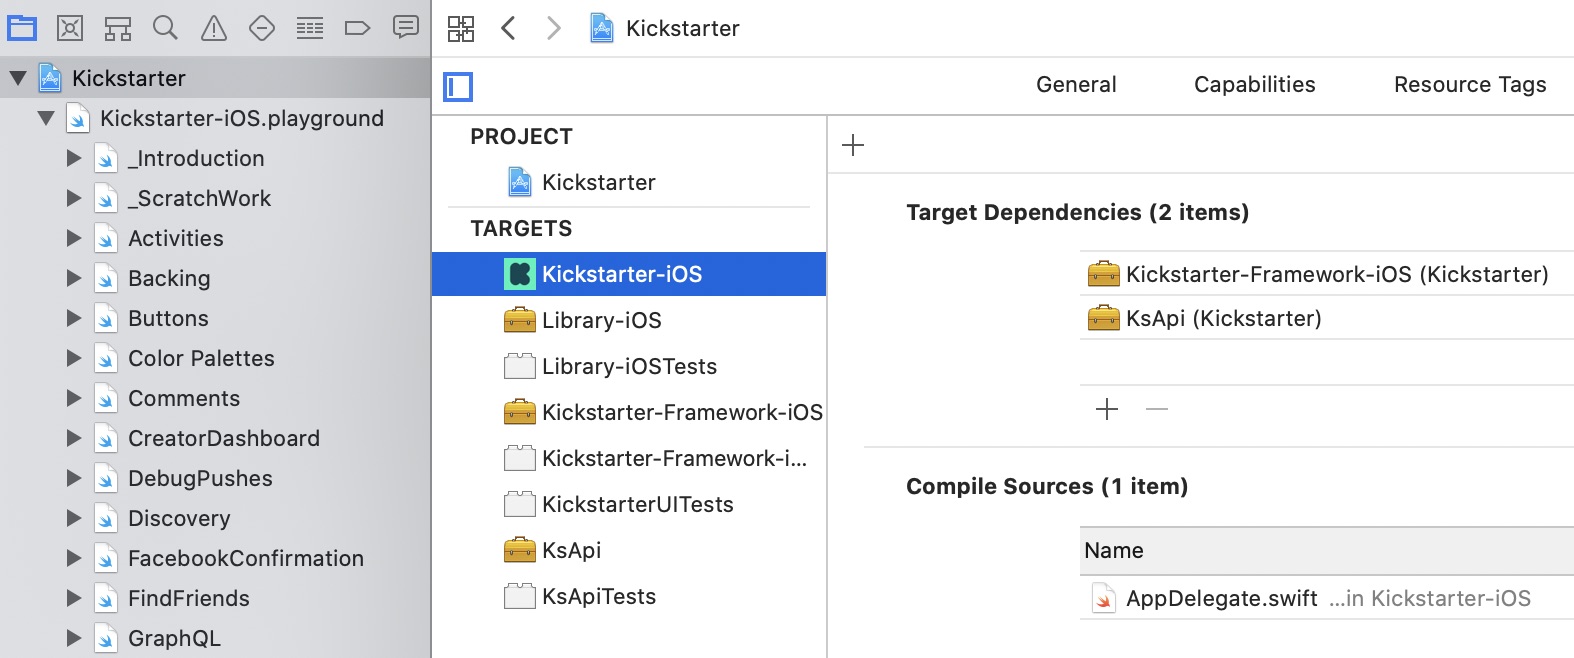 Kickstarter
Kickstarter-iOS.playground
_Introduction
_ScratchWork
Activities
Backing
Buttons
Color Palettes
Comments
CreatorDashboard
DebugPushes
Discovery
FacebookConfirmation
FindFriends
GraphQL
Kickstarter
General Capabilities Resource Tags
PROJECT
Kickstarter
TARGETS
Kickstarter-iOS
Library-iOS
Library-iOSTests
Kickstarter-Framework-iOS
Kickstarter-Framework-i...
KickstarterUITests
KsApi
KsApiTests
Target Dependencies (2 items)
Kickstarter-Framework-iOS (Kickstarter)
KsApi (Kickstarter)
Compile Sources (1 item)
Name
AppDelegate.swift ...in Kickstarter-iOS